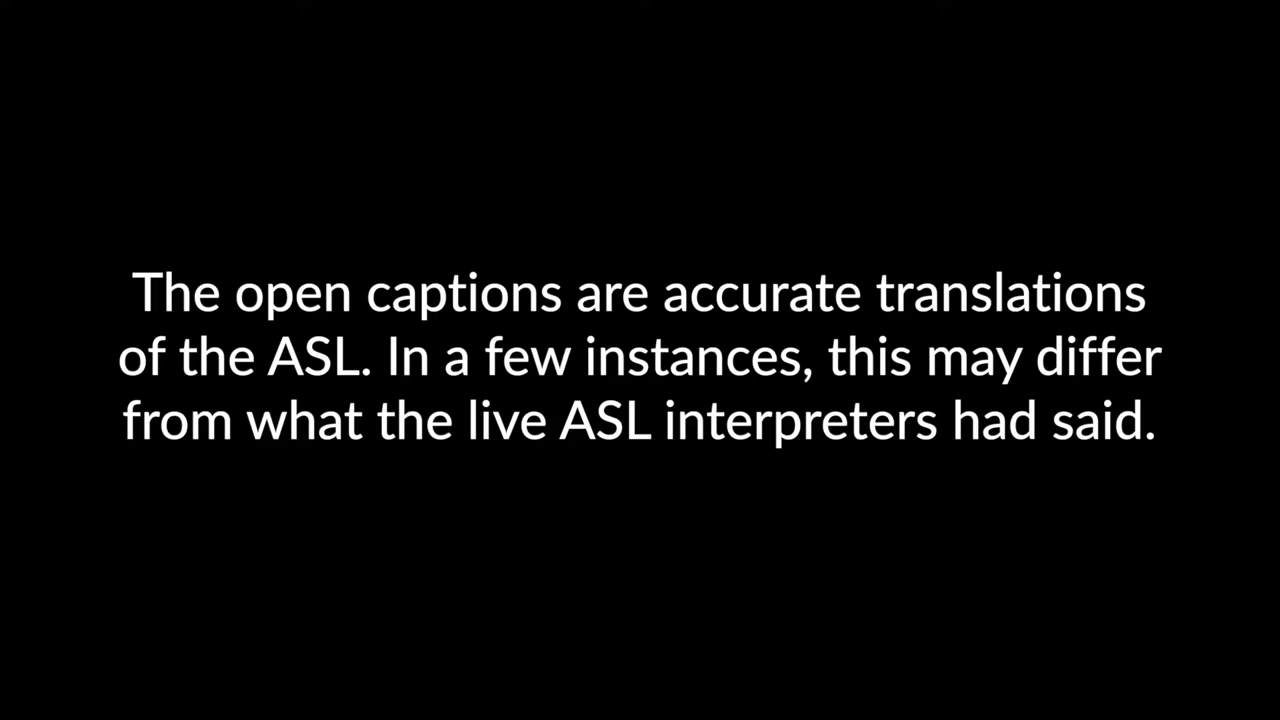 The open captions are accurate translations
of the ASL. In a few instances, this may differ
from what the live ASL interpreters had said.